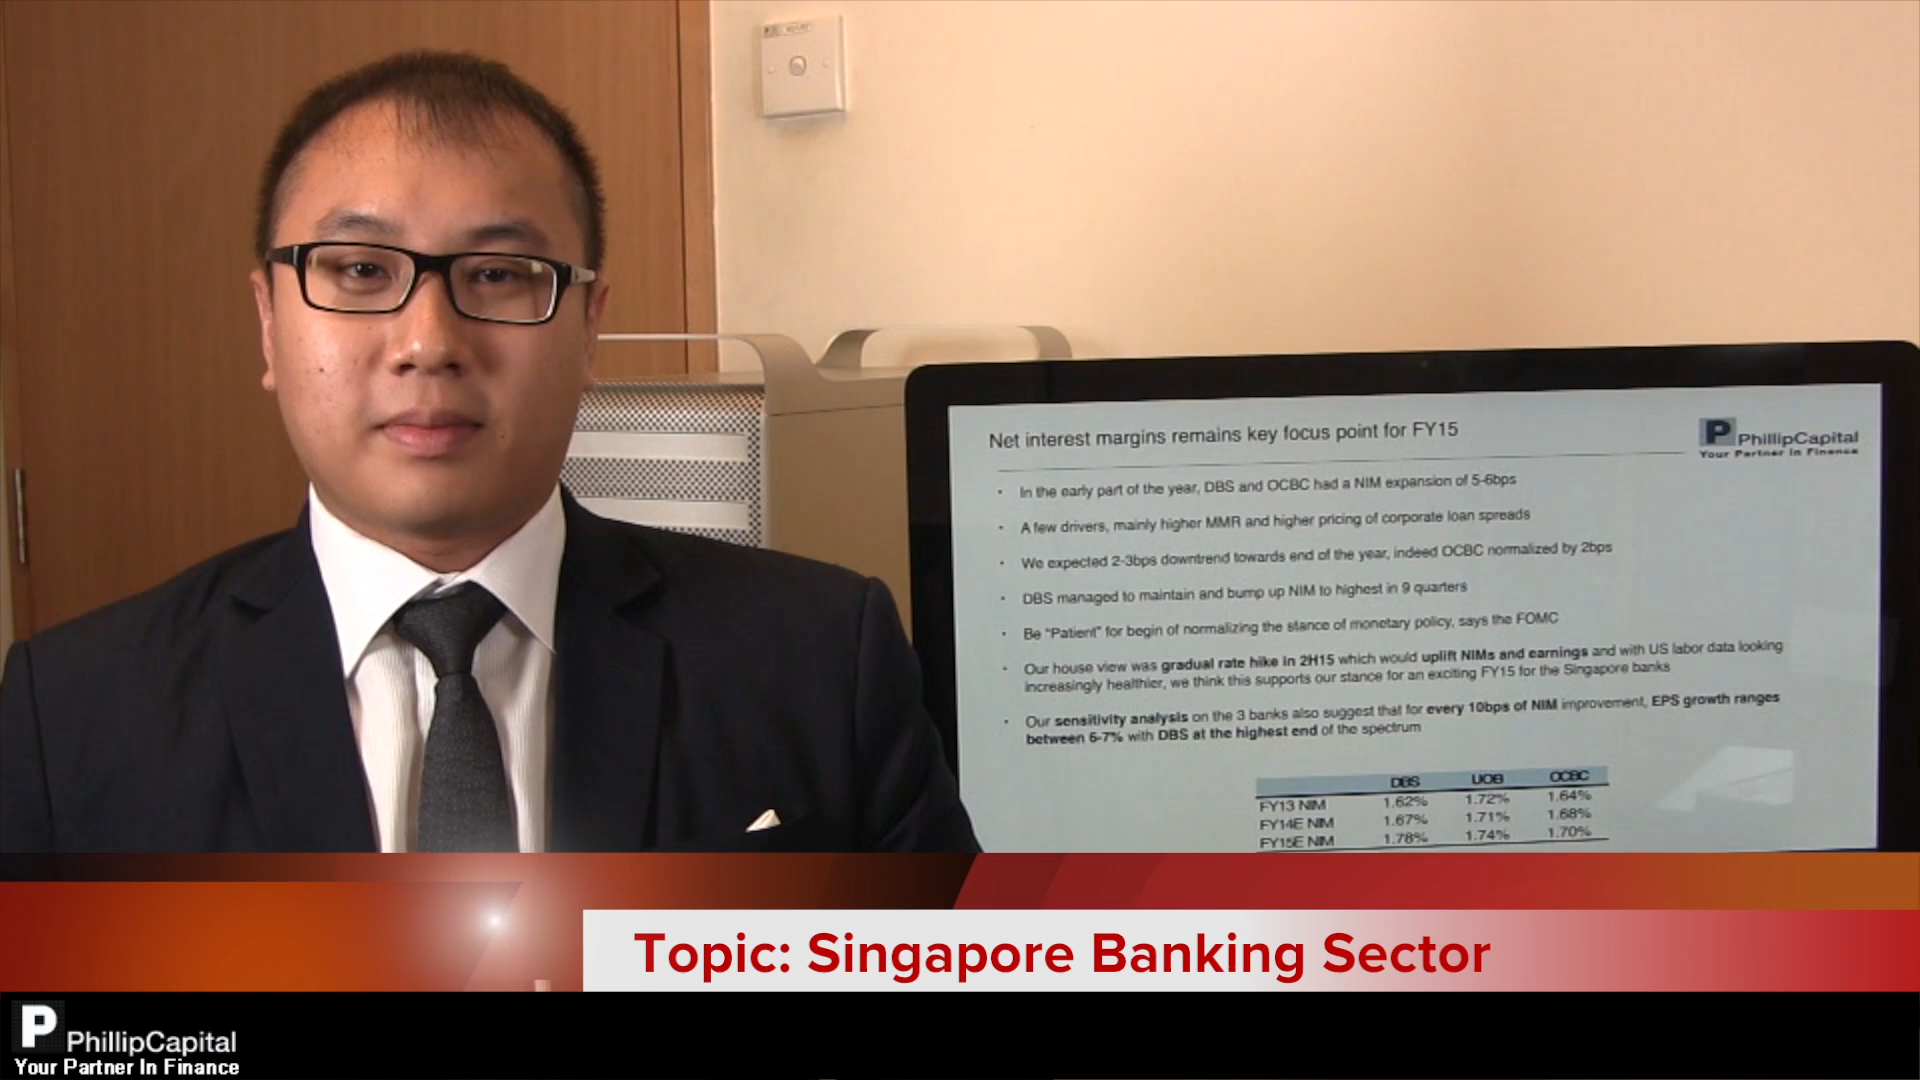 Net interest margins remains key focus point for FY15
P PhillipCapital
Your Partner In Finance
• In the early part of the year, DBS and OCBC had a NIM expansion of 5-6bps
• A few drivers, mainly higher MMR and higher pricing of corporate loan spreads
• We expected 2-3bps downtrend towards end of the year, indeed OCBC normalized by 2bps
• DBS managed to maintain and bump up NIM to highest in 9 quarters
• Be “Patient” for begin of normalizing the stance of monetary policy, says the FOMC
• Our house view was gradual rate hike in 2H15 which would uplift NIMs and earnings and with US labor data looking
increasingly healthier, we think this supports our stance for an exciting FY15 for the Singapore banks
• Our sensitivity analysis on the 3 banks also suggest that for every 10bps of NIM improvement, EPS growth ranges
between 6-7% with DBS at the highest end of the spectrum
DBS UOB OCBC
FY13 NIM 1.62% 1.72% 1.64%
FY14E NIM 1.67% 1.71% 1.68%
FY15E NIM 1.78% 1.74% 1.70%
Topic: Singapore Banking Sector
P PhillipCapital
Your Partner In Finance